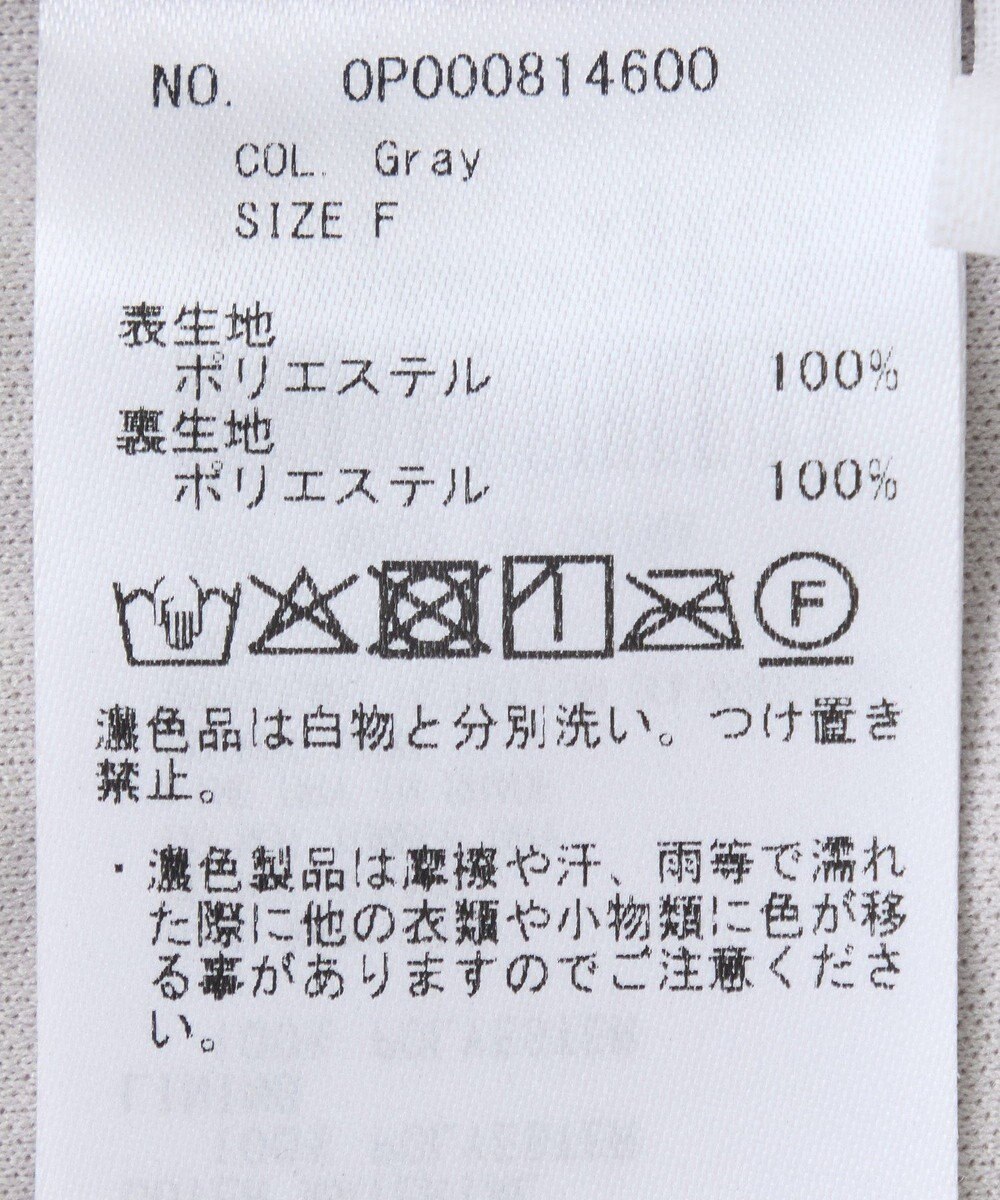 NO. 0P000814600
COL. Gray
SIZE F
表生地
ポリエステル 100%
裏生地
ポリエステル 100%
F
濃色品は白物と分別洗い。つけ置き
禁止。
・濃色製品は摩擦や汗、雨等で濡れ
た際に他の衣類や小物類に色が移
る事がありますのでご注意くださ
い。